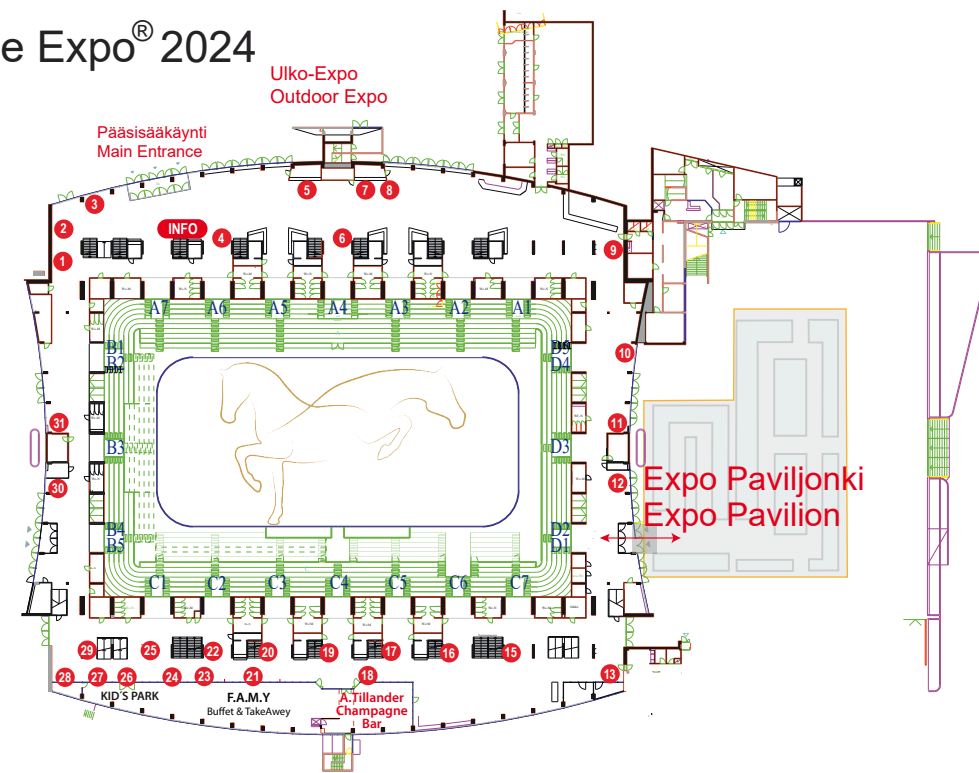 e Expo® 2024
Ulko-Expo
Outdoor Expo
Pääsisääkäynti
Main Entrance
5
7
8
3
2
INFO
4
6
1
9
A7
A6
A5
A4
A3
A2
A1
B1
B2
D5
D4
10
31
11
B3
D3
30
12
Expo Paviljonki
Expo Pavilion
B4
B5
D2
D1
C1
C2
C3
C4
C5
C6
C7
29
25
22
20
19
17
16
15
28
27
26
24
23
21
18
13
KID'S PARK
F.A.M.Y
Buffet & TakeAwey
A.Tillander
Champagne
Bar